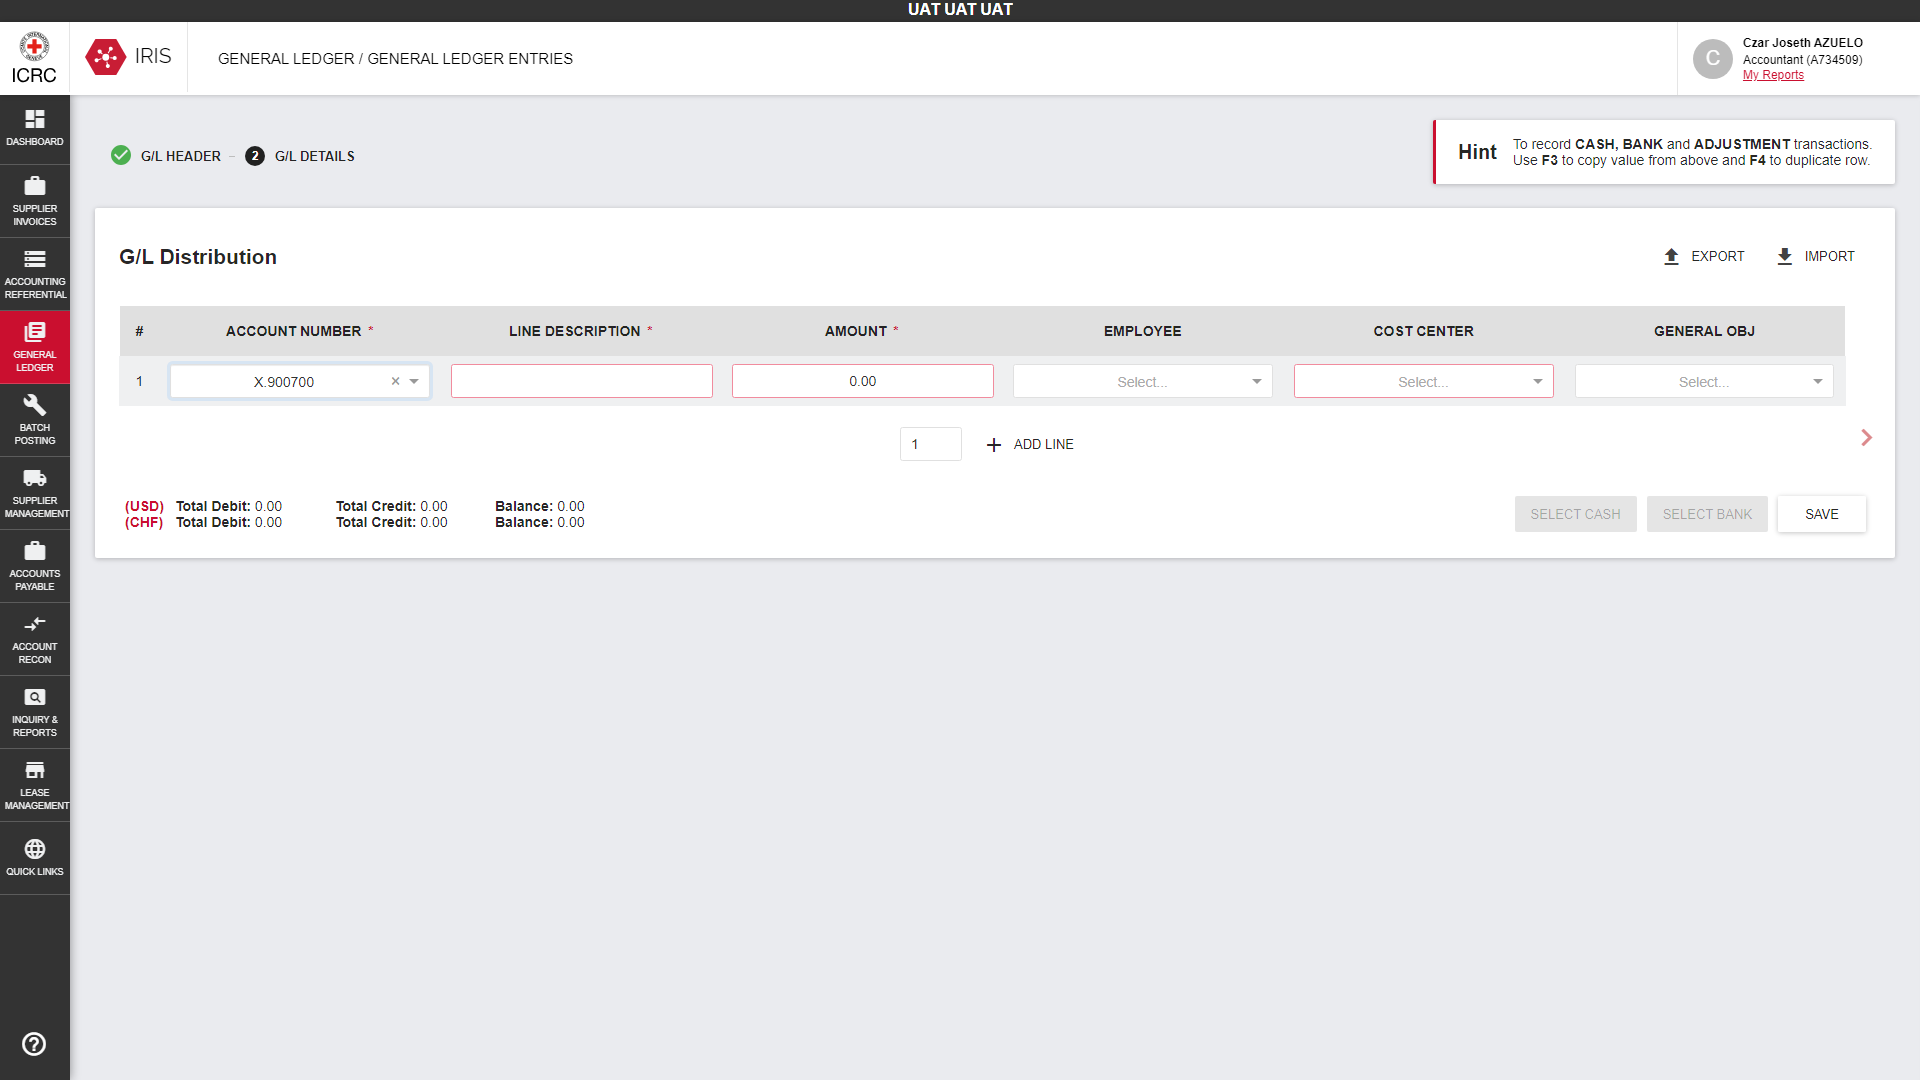 UAT UAT UAT
ICRC
IRIS
GENERAL LEDGER / GENERAL LEDGER ENTRIES
C
Czar Joseth AZUELO
Accountant (A734509)
My Reports
DASHBOARD
SUPPLIER
INVOICES
ACCOUNTING
REFERENTIAL
GENERAL
LEDGER
BATCH
POSTING
SUPPLIER
MANAGEMENT
ACCOUNTS
PAYABLE
ACCOUNT
RECON
INQUIRY &
REPORTS
LEASE
MANAGEMENT
QUICK LINKS
G/L HEADER – 2 G/L DETAILS
Hint
To record CASH, BANK and ADJUSTMENT transactions.
Use F3 to copy value from above and F4 to duplicate row.
G/L Distribution
EXPORT IMPORT
# ACCOUNT NUMBER * LINE DESCRIPTION * AMOUNT * EMPLOYEE COST CENTER GENERAL OBJ
1 X.900700 × 0.00 Select... Select... Select...
1 + ADD LINE
(USD) Total Debit: 0.00 Total Credit: 0.00 Balance: 0.00
(CHF) Total Debit: 0.00 Total Credit: 0.00 Balance: 0.00
SELECT CASH SELECT BANK SAVE